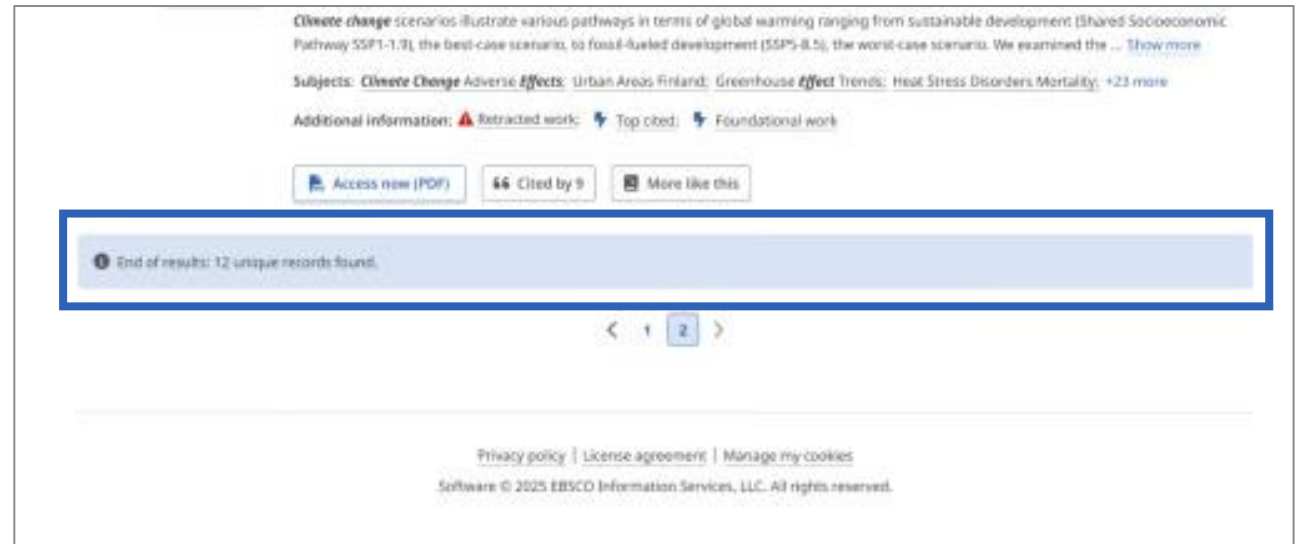 Climate change scenarios illustrate various pathways in terms of global warming ranging from sustainable development (Shared Socioeconomic
Pathway SSP1-1.9), the best-case scenario, to fossil-fueled development (SSP5-8.5), the worst-case scenario. We examined the ... Show more
Subjects: Climate Change Adverse Effects; Urban Areas Finland; Greenhouse Effect Trends; Heat Stress Disorders Mortality; +23 more
Additional information: Retracted work; Top cited; Foundational work
Access now (PDF) Cited by 9 More like this
End of results: 12 unique records found.
1 2
Privacy policy | License agreement | Manage my cookies
Software © 2025 EBSCO Information Services, LLC. All rights reserved.